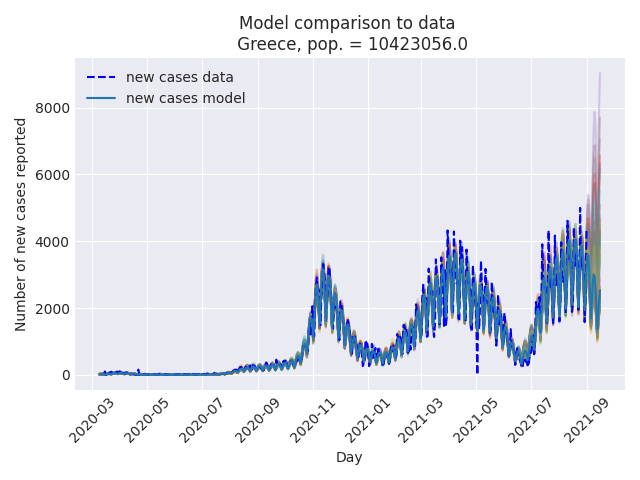 Model comparison to data
Greece, pop. = 10423056.0
new cases data
new cases model
Number of new cases reported
8000
6000
4000
2000
0
2020-03
2020-05
2020-07
2020-09
2020-11
2021-01
2021-03
2021-05
2021-07
2021-09
Day